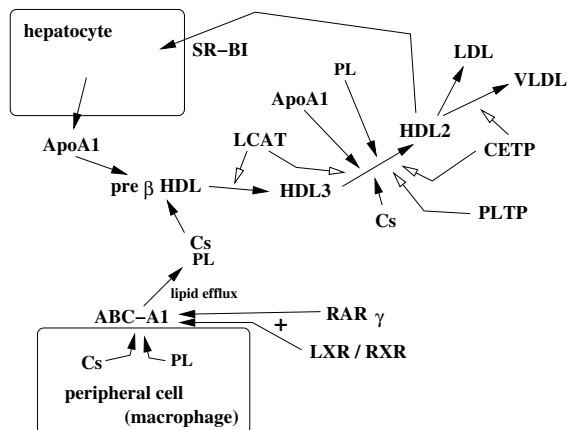 hepatocyte
SR-BI
LDL
PL
VLDL
ApoA1
HDL2
LCAT
ApoA1
CETP
pre β HDL
HDL3
Cs
PLTP
Cs
PL
lipid efflux
ABC-A1
RAR γ
+
LXR / RXR
Cs
PL
peripheral cell
(macrophage)